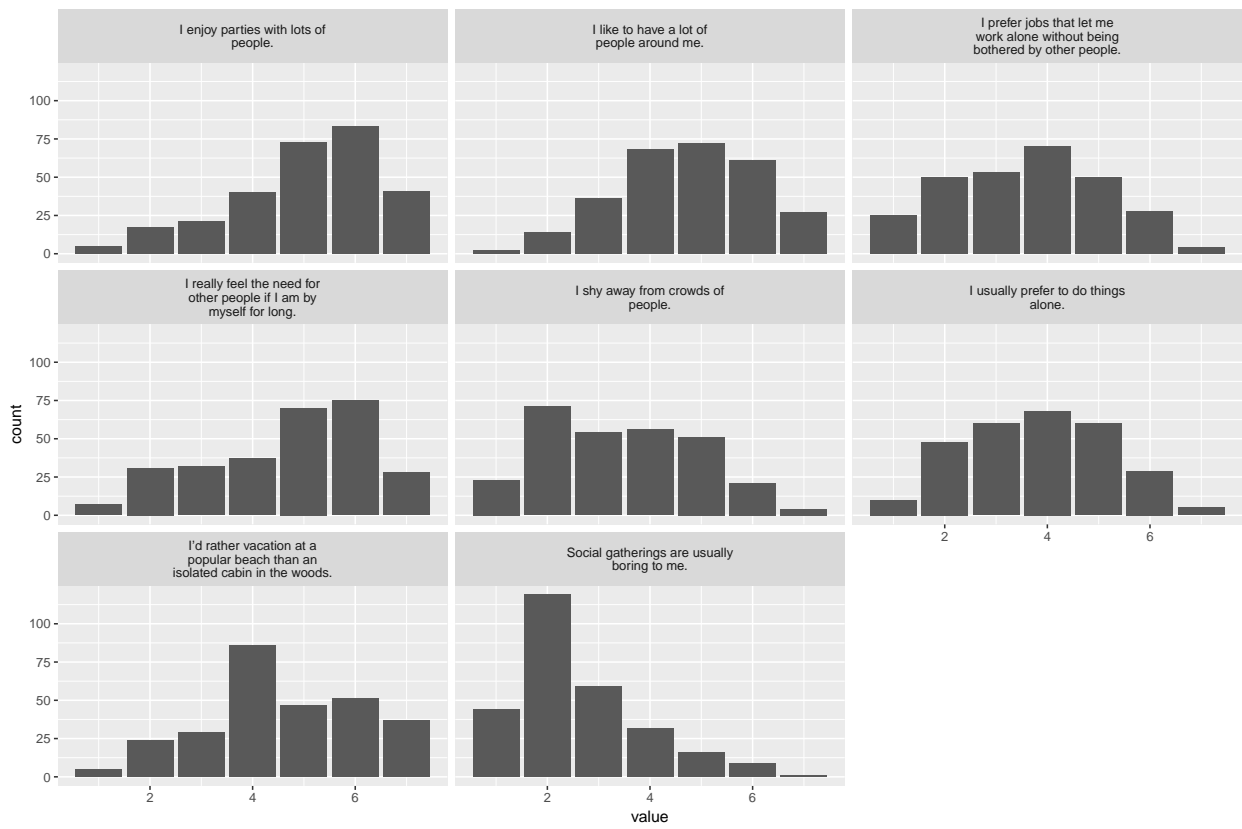 I enjoy parties with lots of
people.
I like to have a lot of
people around me.
I prefer jobs that let me
work alone without being
bothered by other people.
100
75
50
25
0
I really feel the need for
other people if I am by
myself for long.
I shy away from crowds of
people.
I usually prefer to do things
alone.
100
75
50
25
0
count
2
4
6
I'd rather vacation at a
popular beach than an
isolated cabin in the woods.
Social gatherings are usually
boring to me.
100
75
50
25
0
2
4
6
2
4
6
value